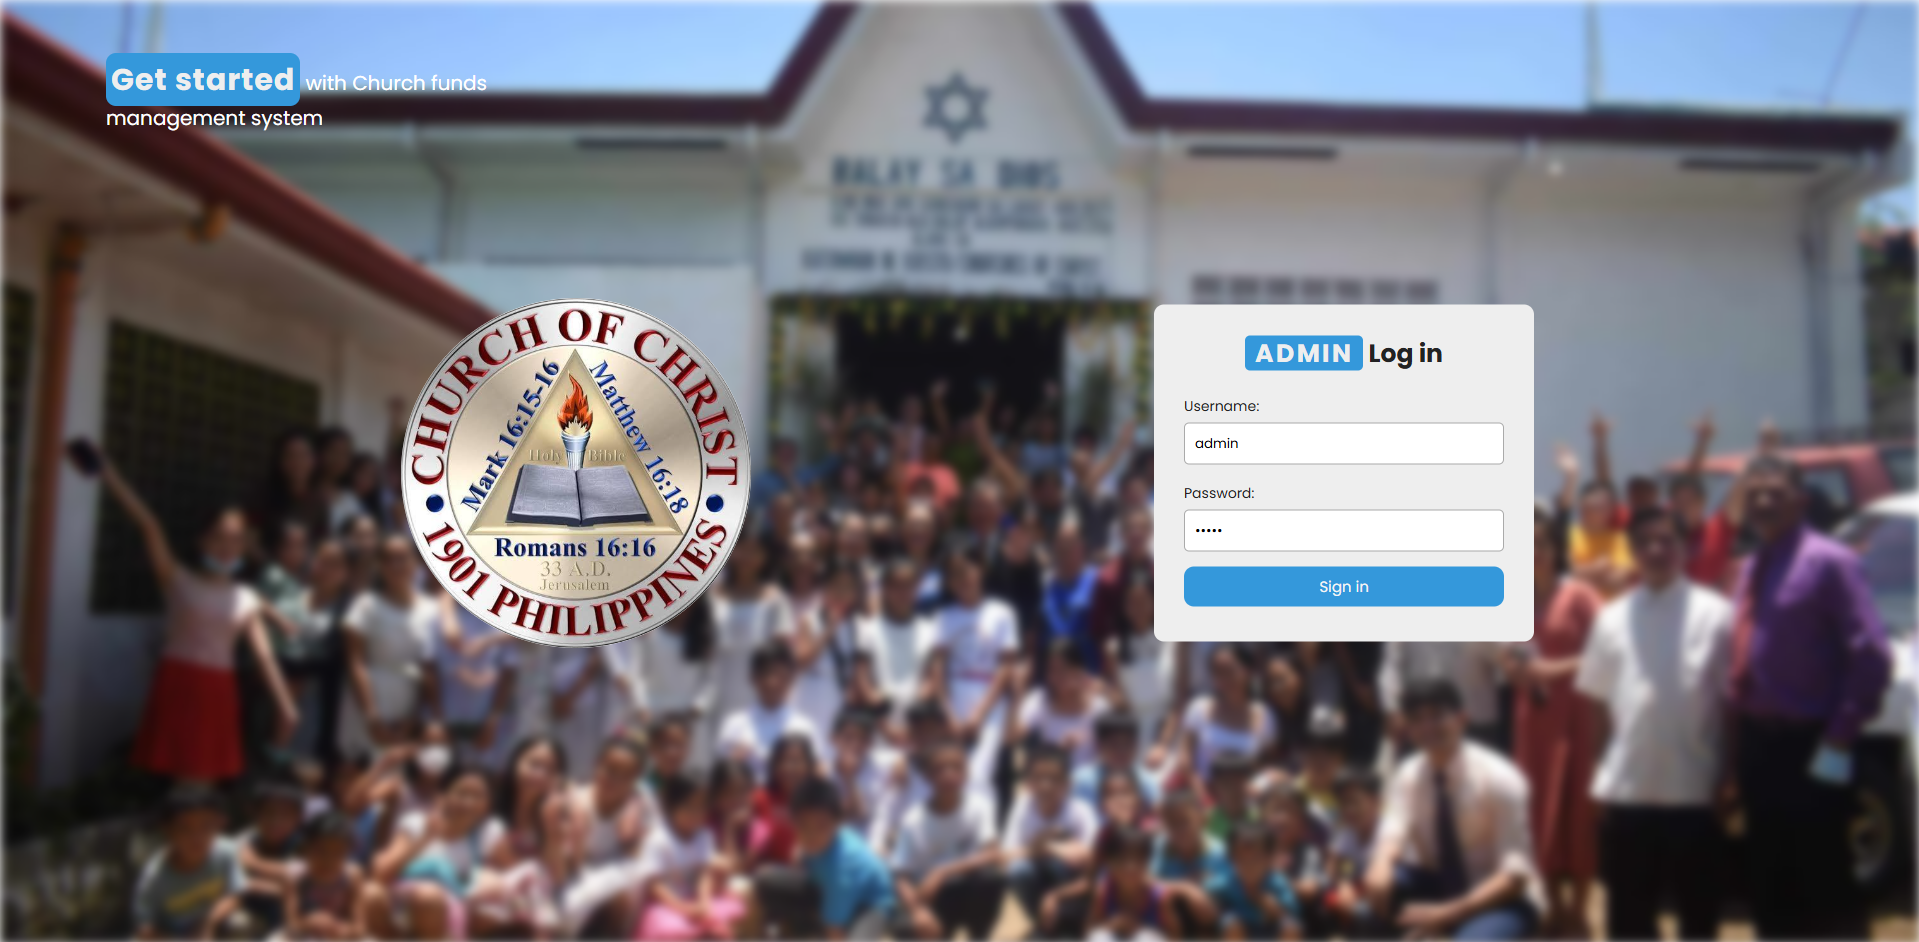 Get started with Church funds
management system
BALAY SA DIOS
CHURCH OF CHRIST
Mark 16:15-16
Matthew 16:18
Holy Bible
Romans 16:16
33 A.D.
Jerusalem
1901 PHILIPPINES
ADMIN Log in
Username:
admin
Password:
•••••
Sign in